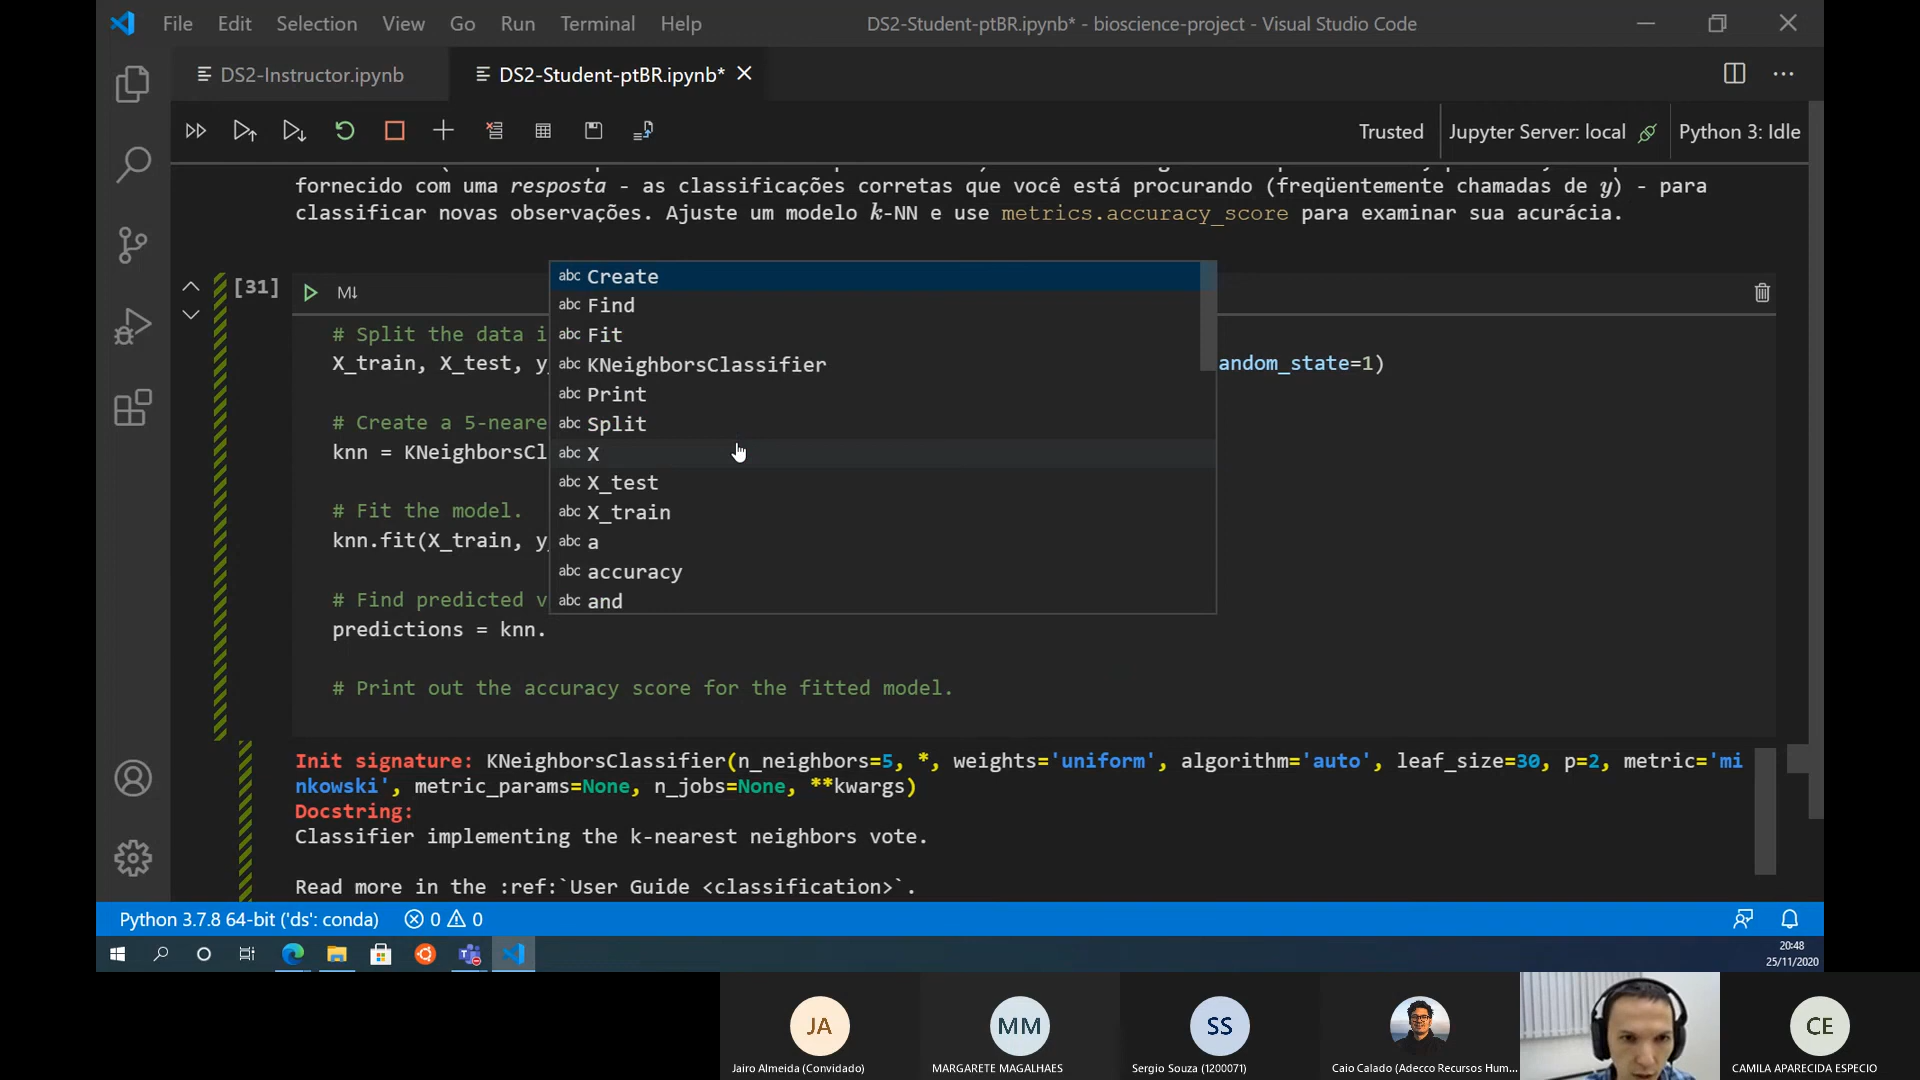 File Edit Selection View Go Run Terminal Help DS2-Student-ptBR.ipynb* - bioscience-project - Visual Studio Code
DS2-Instructor.ipynb DS2-Student-ptBR.ipynb*
Trusted Jupyter Server: local Python 3: Idle
fornecido com uma resposta - as classificações corretas que você está procurando (freqüentemente chamadas de y) - para
classificar novas observações. Ajuste um modelo k-NN e use metrics.accuracy_score para examinar sua acurácia.
[31] M↓
abc Create
abc Find
abc Fit
abc KNeighborsClassifier
abc Print
abc Split
abc X
abc X_test
abc X_train
abc a
abc accuracy
abc and
# Split the data i
X_train, X_test, y_ andom_state=1)
# Create a 5-neare
knn = KNeighborsCl
# Fit the model.
knn.fit(X_train, y_
# Find predicted v
predictions = knn.
# Print out the accuracy score for the fitted model.
Init signature: KNeighborsClassifier(n_neighbors=5, *, weights='uniform', algorithm='auto', leaf_size=30, p=2, metric='mi
nkowski', metric_params=None, n_jobs=None, **kwargs)
Docstring:
Classifier implementing the k-nearest neighbors vote.
Read more in the :ref:`User Guide <classification>`.
Python 3.7.8 64-bit ('ds': conda) 0 0
20:48
25/11/2020
JA MM SS CE
Jairo Almeida (Convidado) MARGARETE MAGALHAES Sergio Souza (1200071) Caio Calado (Adecco Recursos Hum... CAMILA APARECIDA ESPECIO